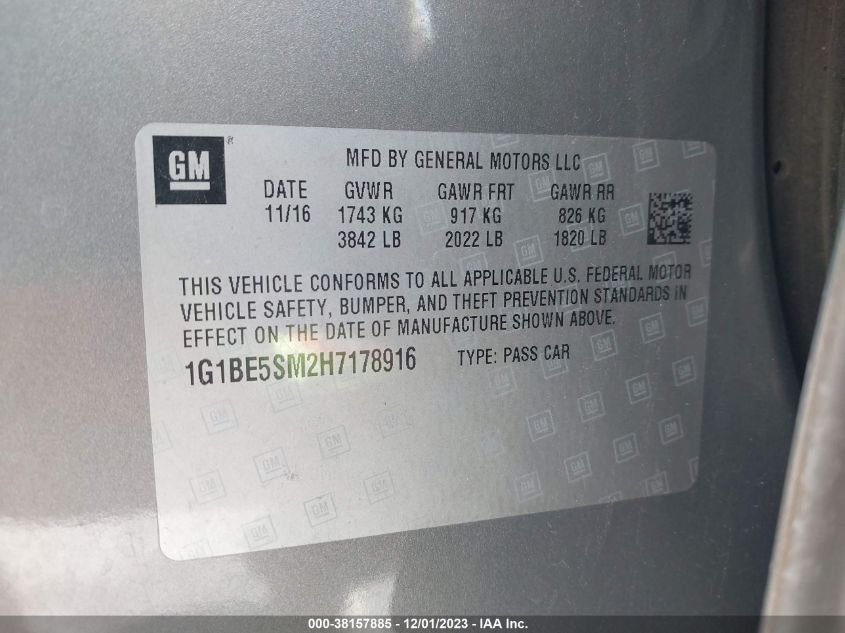 GM
MFD BY GENERAL MOTORS LLC
DATE GVWR GAWR FRT GAWR RR
11/16 1743 KG 917 KG 826 KG
3842 LB 2022 LB 1820 LB
THIS VEHICLE CONFORMS TO ALL APPLICABLE U.S. FEDERAL MOTOR
VEHICLE SAFETY, BUMPER, AND THEFT PREVENTION STANDARDS IN
EFFECT ON THE DATE OF MANUFACTURE SHOWN ABOVE.
1G1BE5SM2H7178916 TYPE: PASS CAR
000-38157885 - 12/01/2023 - IAA Inc.